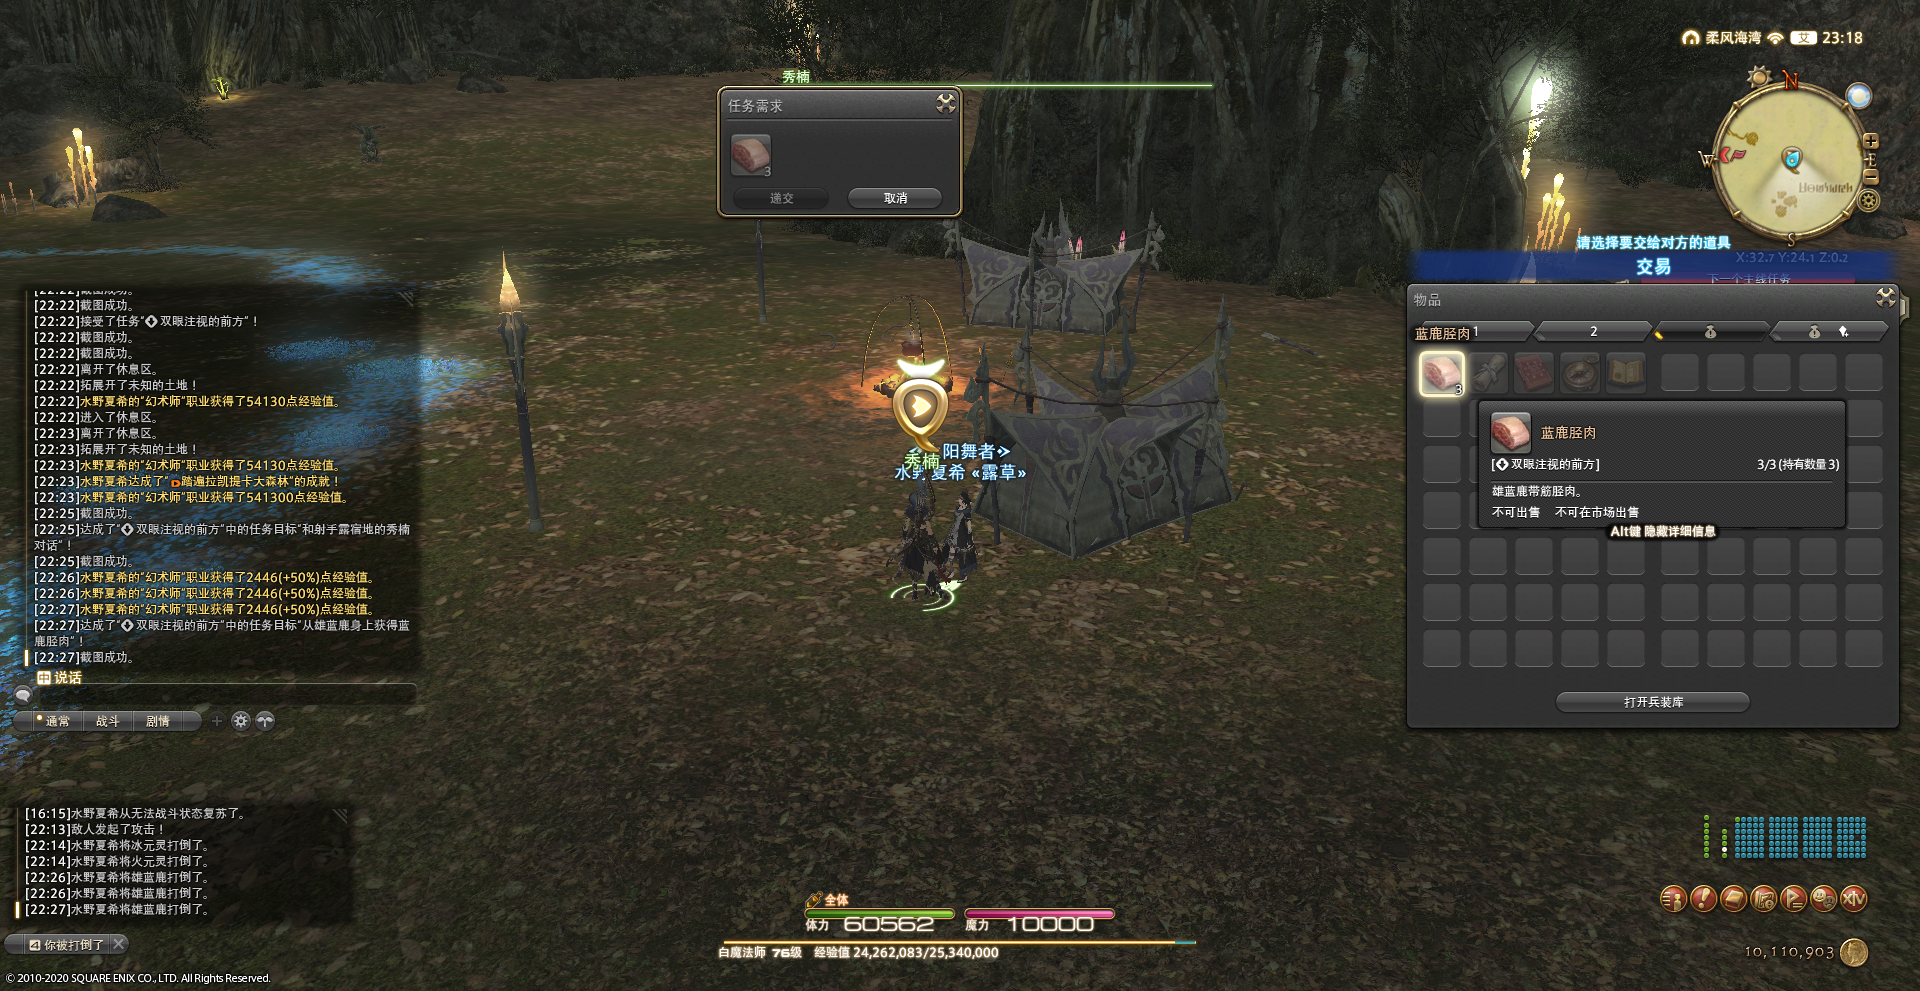 柔风海湾 艾 23:18
秀楠
任务需求
3
递交 取消
N
W
E
S
请选择要交给对方的道具
交易
X:32.7 Y:24.1 Z:0.2
下一个主线任务
物品
蓝鹿胫肉 1 2
3
蓝鹿胫肉
[双眼注视的前方] 3/3(持有数量3)
雄蓝鹿带筋胫肉。
不可出售 不可在市场出售
Alt键 隐藏详细信息
打开兵装库
阳舞者
秀楠
水野夏希 «露草»
[22:22]截图成功。
[22:22]截图成功。
[22:22]接受了任务“双眼注视的前方”！
[22:22]截图成功。
[22:22]截图成功。
[22:22]离开了休息区。
[22:22]拓展开了未知的土地！
[22:22]水野夏希的“幻术师”职业获得了54130点经验值。
[22:22]进入了休息区。
[22:23]离开了休息区。
[22:23]拓展开了未知的土地！
[22:23]水野夏希的“幻术师”职业获得了54130点经验值。
[22:23]水野夏希达成了“踏遍拉凯提卡大森林”的成就！
[22:23]水野夏希的“幻术师”职业获得了541300点经验值。
[22:23]截图成功。
[22:25]达成了“双眼注视的前方”中的任务目标“和射手露宿地的秀楠
对话”！
[22:25]截图成功。
[22:26]水野夏希的“幻术师”职业获得了2446(+50%)点经验值。
[22:26]水野夏希的“幻术师”职业获得了2446(+50%)点经验值。
[22:27]水野夏希的“幻术师”职业获得了2446(+50%)点经验值。
[22:27]达成了“双眼注视的前方”中的任务目标“从雄蓝鹿身上获得蓝
鹿胫肉”！
[22:27]截图成功。
说话
通常 战斗 剧情
[16:15]水野夏希从无法战斗状态复苏了。
[22:13]敌人发起了攻击！
[22:14]水野夏希将冰元灵打倒了。
[22:14]水野夏希将火元灵打倒了。
[22:26]水野夏希将雄蓝鹿打倒了。
[22:26]水野夏希将雄蓝鹿打倒了。
[22:27]水野夏希将雄蓝鹿打倒了。
4 你被打倒了
全体
体力 60562 魔力 10000
白魔法师 76级 经验值 24,262,083/25,340,000
XIV
10,110,903
© 2010-2020 SQUARE ENIX CO., LTD. All Rights Reserved.